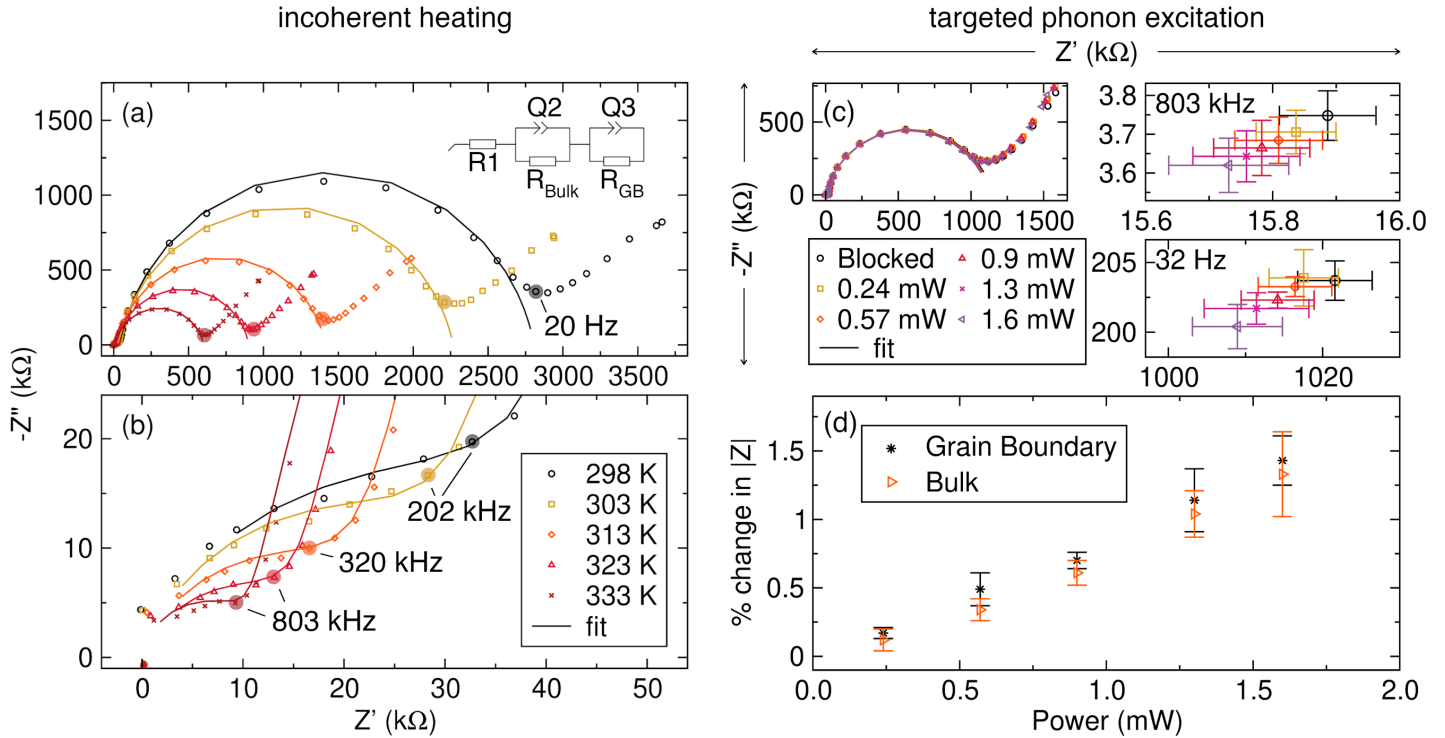 incoherent heating
targeted phonon excitation
Z' (kΩ)
-Z" (kΩ)
(a)
1500
1000
500
0
Q2
Q3
R1
RBulk
RGB
20 Hz
0 500 1000 1500 2000 2500 3000 3500
(b)
20
10
0
202 kHz
320 kHz
803 kHz
298 K
303 K
313 K
323 K
333 K
fit
0 10 20 30 40 50
Z' (kΩ)
-Z" (kΩ)
(c)
500
0
0 500 1000 1500
Blocked
0.24 mW
0.57 mW
0.9 mW
1.3 mW
1.6 mW
fit
803 kHz
3.8
3.7
3.6
15.6 15.8 16.0
32 Hz
205
200
1000 1020
(d)
% change in |Z|
1.5
1
0.5
0
Grain Boundary
Bulk
0.0 0.5 1.0 1.5 2.0
Power (mW)